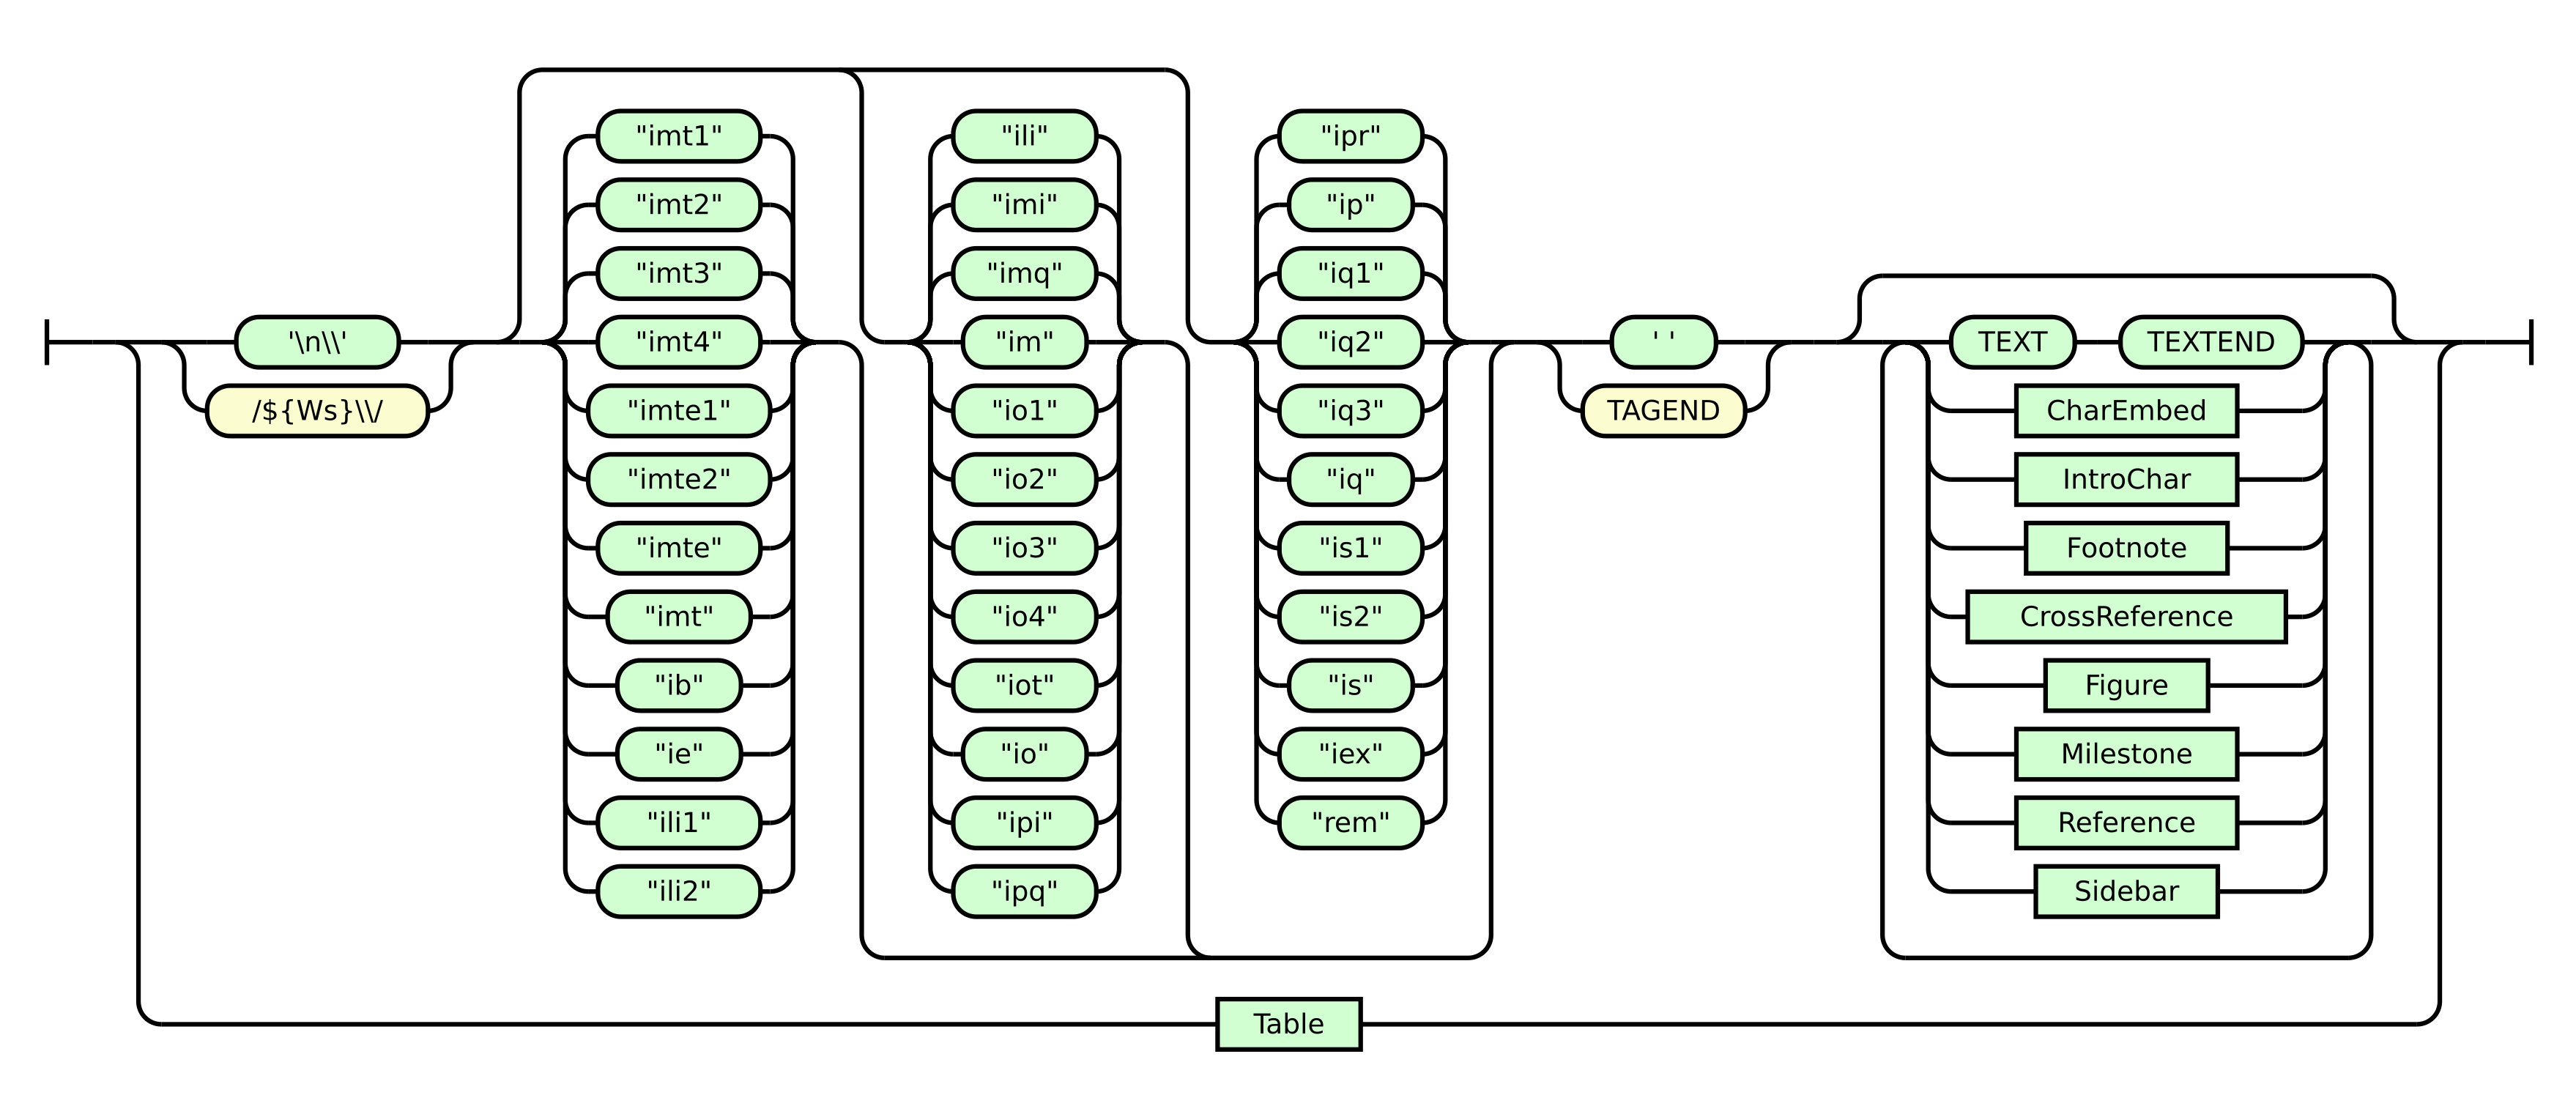 '\n\\'
/${Ws}\\/
"imt1"
"imt2"
"imt3"
"imt4"
"imte1"
"imte2"
"imte"
"imt"
"ib"
"ie"
"ili1"
"ili2"
"ili"
"imi"
"imq"
"im"
"io1"
"io2"
"io3"
"io4"
"iot"
"io"
"ipi"
"ipq"
"ipr"
"ip"
"iq1"
"iq2"
"iq3"
"iq"
"is1"
"is2"
"is"
"iex"
"rem"
' '
TAGEND
TEXT TEXTEND
CharEmbed
IntroChar
Footnote
CrossReference
Figure
Milestone
Reference
Sidebar
Table